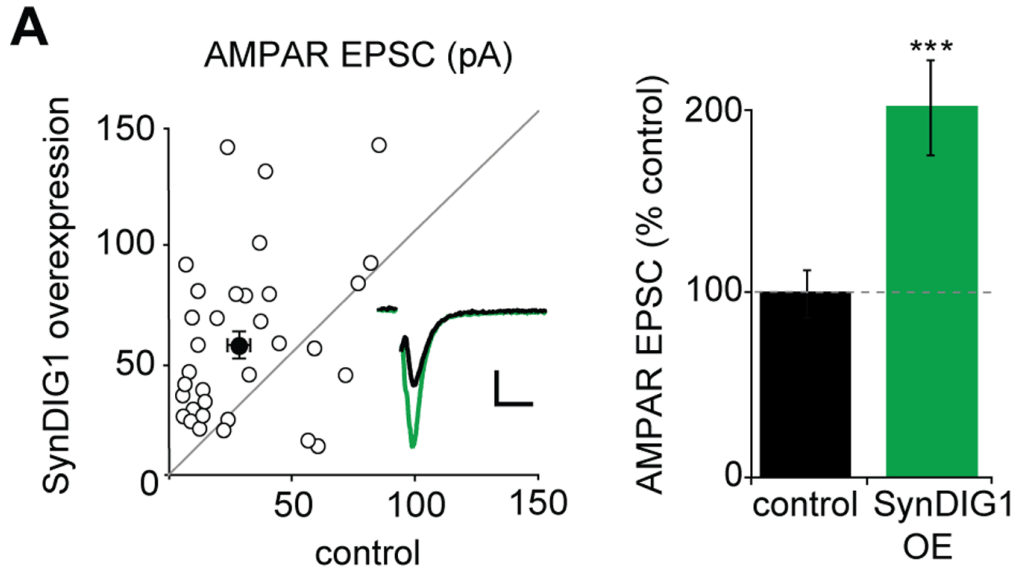 A
AMPAR EPSC (pA)
SynDIG1 overexpression
150
100
50
0
50
100
150
control
AMPAR EPSC (% control)
***
200
100
0
control
SynDIG1
OE